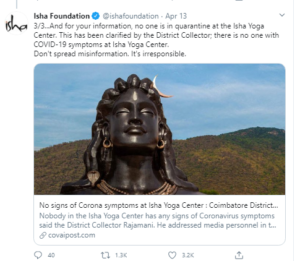 Isha Foundation @ishafoundation · Apr 13
isha
3/3...And for your information, no one is in quarantine at the Isha Yoga
Center. This has been clarified by the District Collector; there is no one with
COVID-19 symptoms at Isha Yoga Center.
Don't spread misinformation. It's irresponsible.
No signs of Corona symptoms at Isha Yoga Center : Coimbatore District...
Nobody in the Isha Yoga Center has any signs of Coronavirus symptoms
said the District Collector Rajamani. He addressed media personnel in t...
covaipost.com
40 1.3K 3.2K